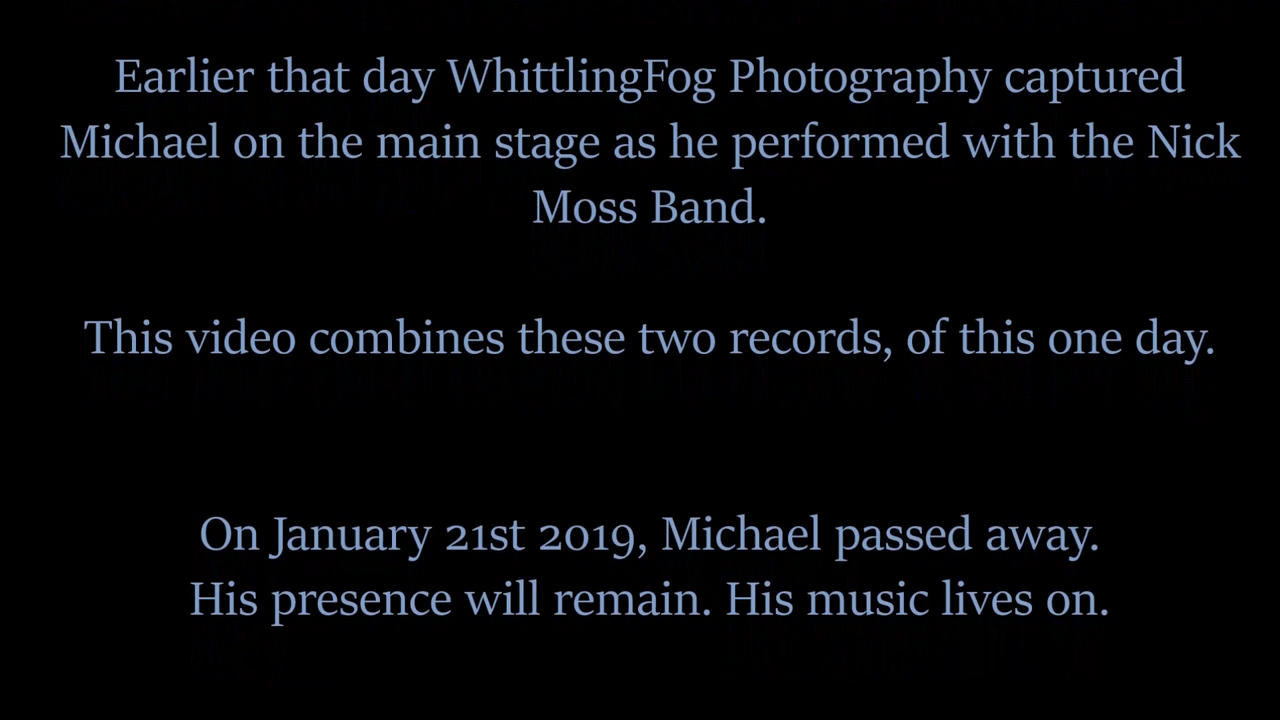 Earlier that day WhittlingFog Photography captured
Michael on the main stage as he performed with the Nick
Moss Band.
This video combines these two records, of this one day.
On January 21st 2019, Michael passed away.
His presence will remain. His music lives on.